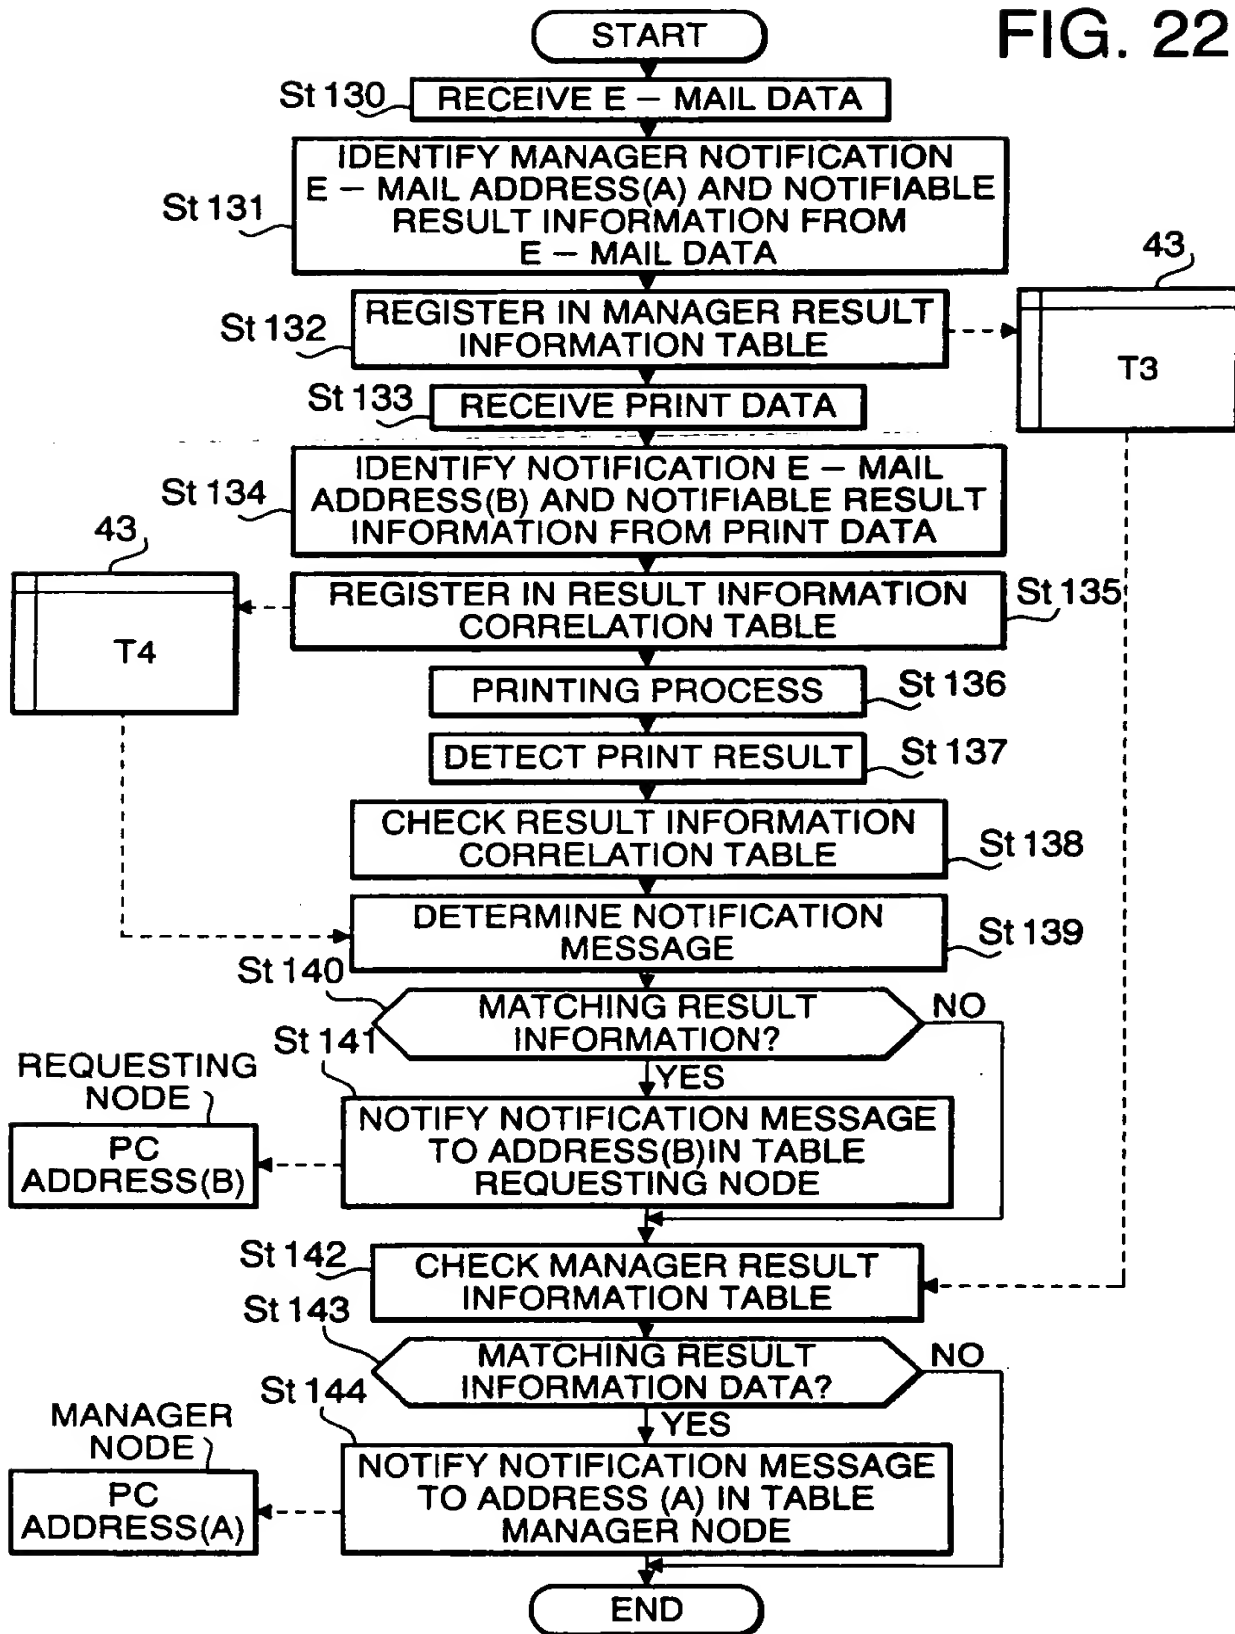 FIG. 22
START
St 130
RECEIVE E – MAIL DATA
St 131
IDENTIFY MANAGER NOTIFICATION
E – MAIL ADDRESS(A) AND NOTIFIABLE
RESULT INFORMATION FROM
E – MAIL DATA
43
T3
St 132
REGISTER IN MANAGER RESULT
INFORMATION TABLE
St 133
RECEIVE PRINT DATA
St 134
IDENTIFY NOTIFICATION E – MAIL
ADDRESS(B) AND NOTIFIABLE RESULT
INFORMATION FROM PRINT DATA
43
T4
REGISTER IN RESULT INFORMATION
CORRELATION TABLE
St 135
PRINTING PROCESS
St 136
DETECT PRINT RESULT
St 137
CHECK RESULT INFORMATION
CORRELATION TABLE
St 138
DETERMINE NOTIFICATION
MESSAGE
St 139
St 140
MATCHING RESULT
INFORMATION?
NO
YES
St 141
NOTIFY NOTIFICATION MESSAGE
TO ADDRESS(B)IN TABLE
REQUESTING NODE
REQUESTING
NODE
PC
ADDRESS(B)
St 142
CHECK MANAGER RESULT
INFORMATION TABLE
St 143
MATCHING RESULT
INFORMATION DATA?
NO
YES
St 144
NOTIFY NOTIFICATION MESSAGE
TO ADDRESS (A) IN TABLE
MANAGER NODE
MANAGER
NODE
PC
ADDRESS(A)
END